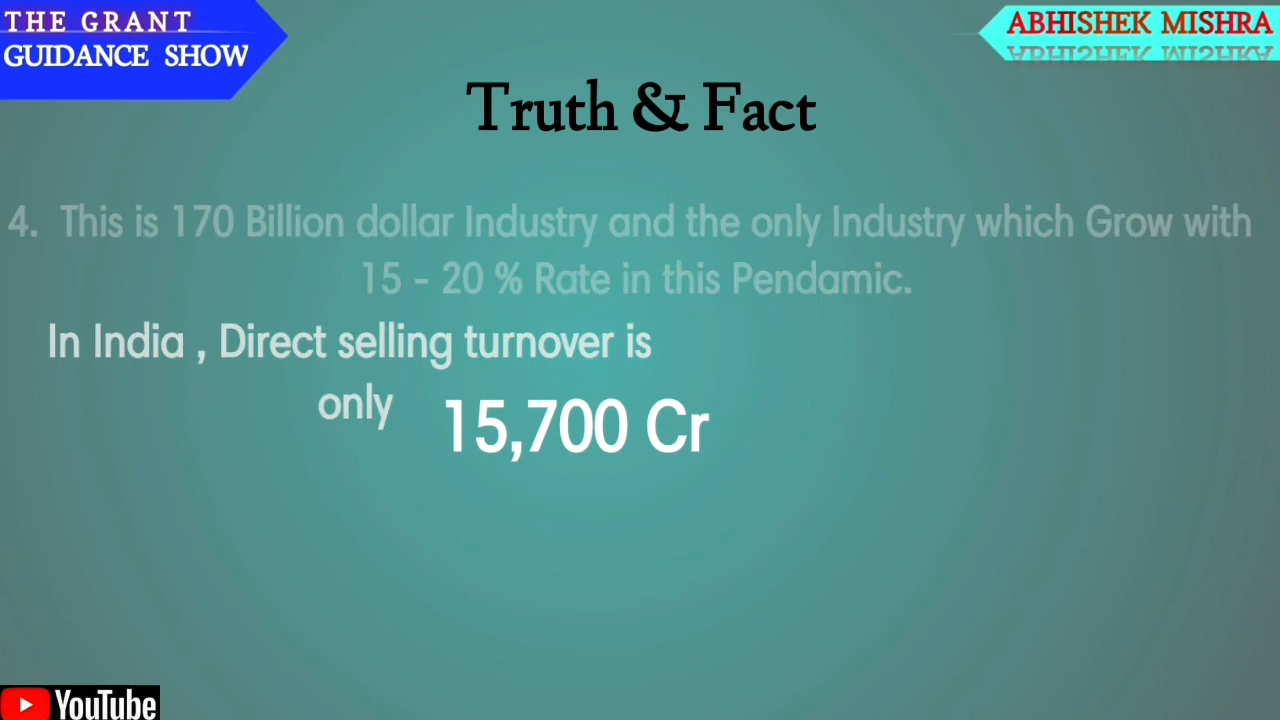 THE GRANT
GUIDANCE SHOW
ABHISHEK MISHRA
ABHISHEK MISHRA
Truth & Fact
4. This is 170 Billion dollar Industry and the only Industry which Grow with
15 - 20 % Rate in this Pendamic.
In India , Direct selling turnover is
only 15,700 Cr
YouTube